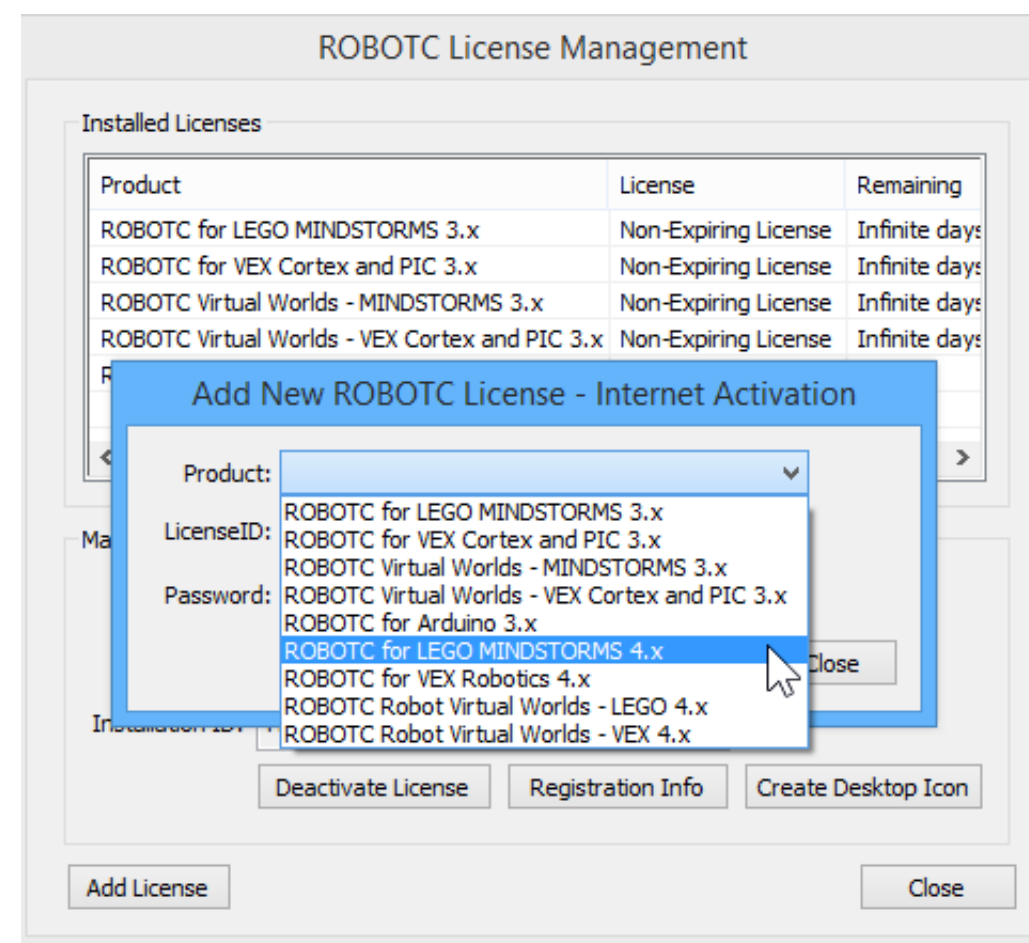 ROBOTC License Management
Installed Licenses
Product License Remaining
ROBOTC for LEGO MINDSTORMS 3.x Non-Expiring License Infinite days
ROBOTC for VEX Cortex and PIC 3.x Non-Expiring License Infinite days
ROBOTC Virtual Worlds - MINDSTORMS 3.x Non-Expiring License Infinite days
ROBOTC Virtual Worlds - VEX Cortex and PIC 3.x Non-Expiring License Infinite days
Add New ROBOTC License - Internet Activation
Product:
ROBOTC for LEGO MINDSTORMS 3.x
LicenseID:
ROBOTC for VEX Cortex and PIC 3.x
ROBOTC Virtual Worlds - MINDSTORMS 3.x
Password:
ROBOTC Virtual Worlds - VEX Cortex and PIC 3.x
ROBOTC for Arduino 3.x
ROBOTC for LEGO MINDSTORMS 4.x
Close
ROBOTC for VEX Robotics 4.x
ROBOTC Robot Virtual Worlds - LEGO 4.x
ROBOTC Robot Virtual Worlds - VEX 4.x
Deactivate License Registration Info Create Desktop Icon
Add License Close